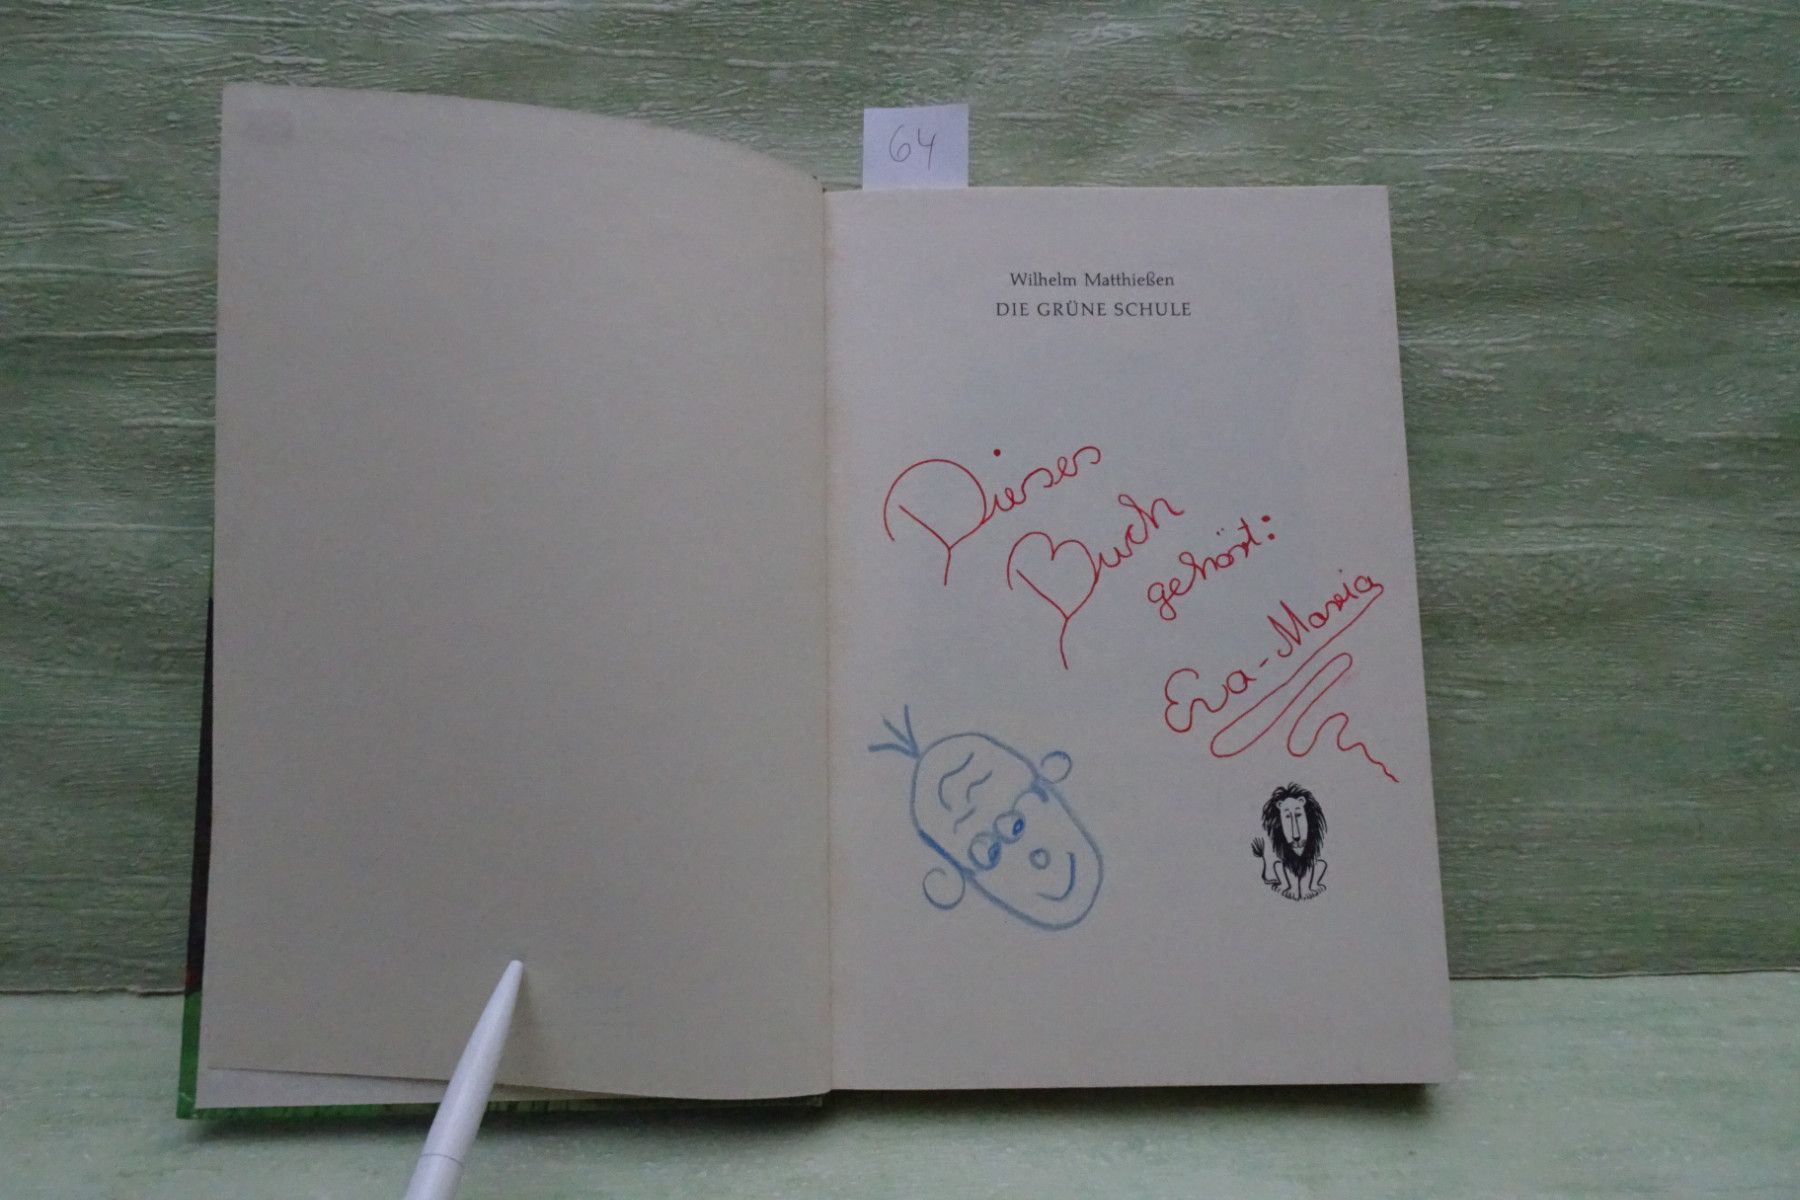 64
Wilhelm Matthießen
DIE GRÜNE SCHULE
Dieses
Buch
gehört:
Eva-Maria